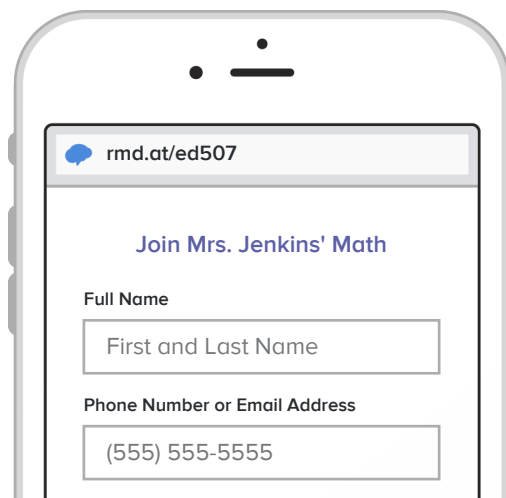 rmd.at/ed507
Join Mrs. Jenkins' Math
Full Name
First and Last Name
Phone Number or Email Address
(555) 555-5555